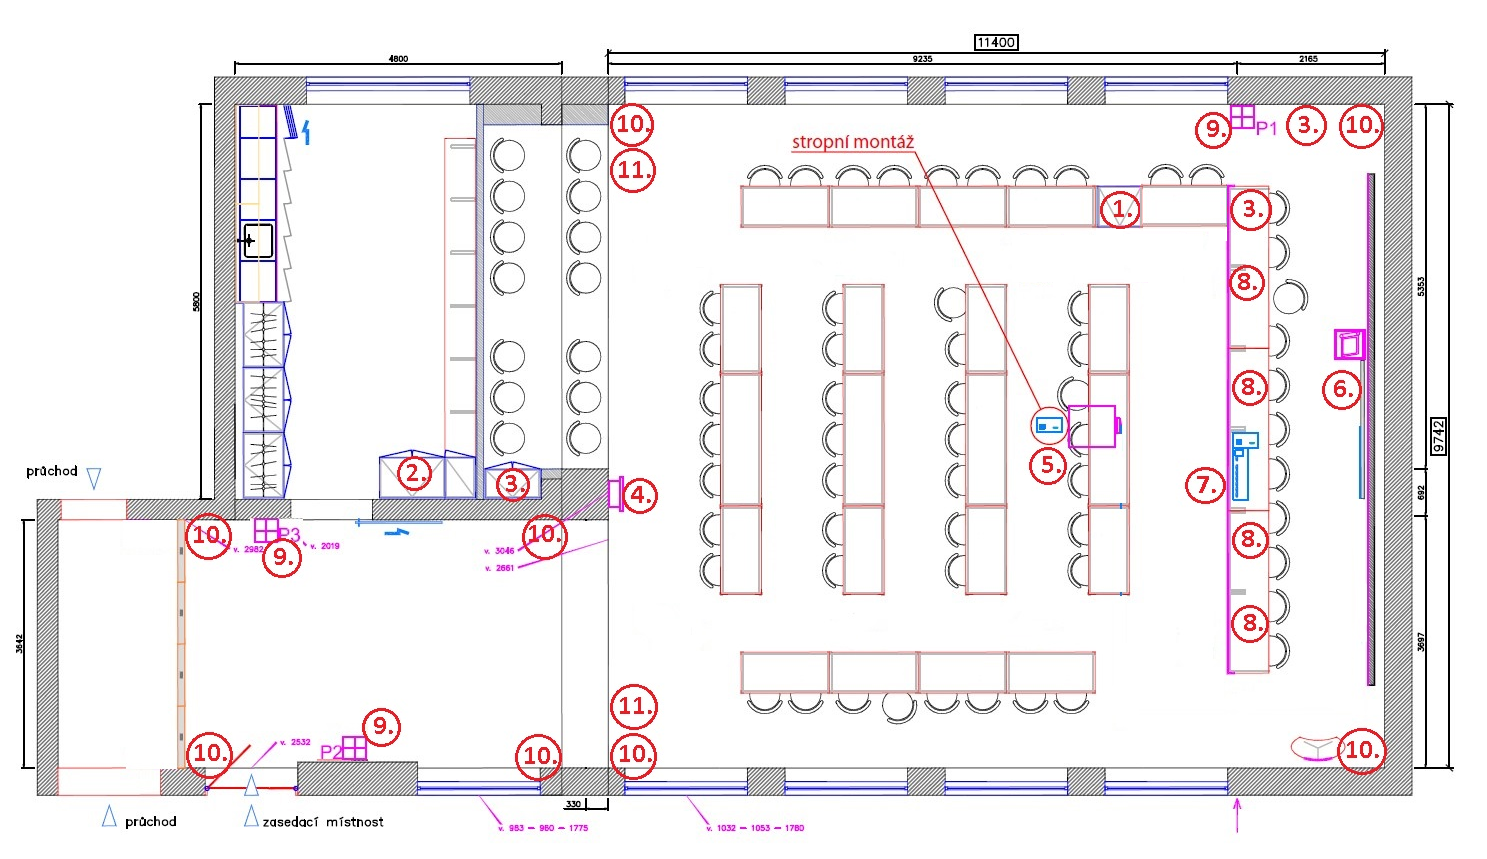 11400
4800
9235
2165
10.
9.
P1
3.
10.
stropní montáž
11.
1.
3.
8.
5800
5353
8.
6.
9742
průchod
2.
3.
4.
5.
7.
692
10.
P3
v. 2982
v. 2019
9.
10.
v. 3046
v. 2661
8.
8.
3642
3697
11.
9.
v. 2532
P2
10.
10.
10.
10.
330
průchod
zasedací místnost
v. 983 – 980 – 1775
v. 1032 – 1053 – 1780